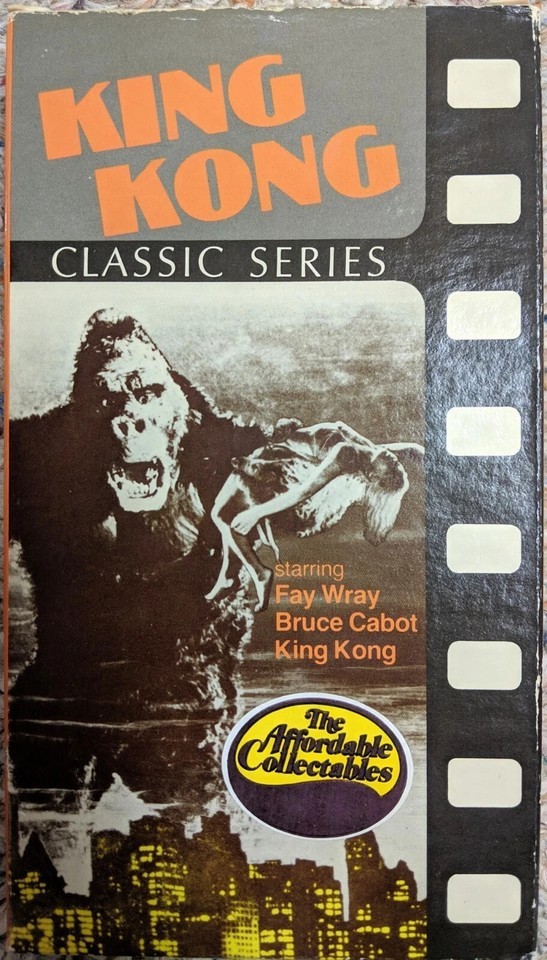 KING
KONG
CLASSIC SERIES
starring
Fay Wray
Bruce Cabot
King Kong
The
Affordable
Collectables